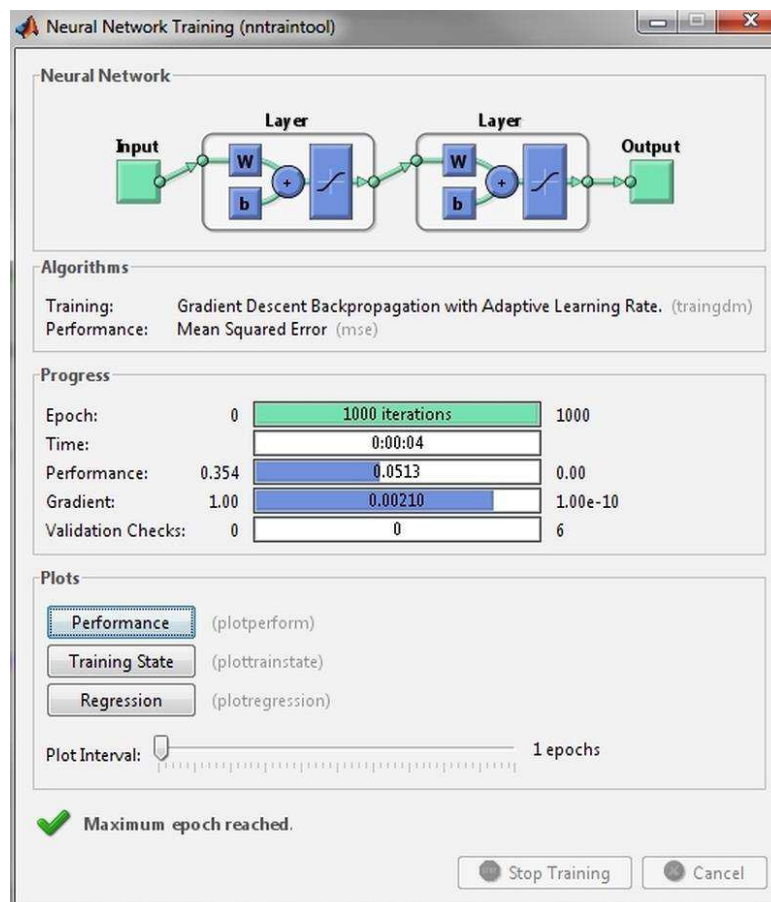 Neural Network Training (nntraintool)
Neural Network
Layer
Layer
Input
Output
W
b
+
W
b
+
Algorithms
Training: Gradient Descent Backpropagation with Adaptive Learning Rate. (traingdm)
Performance: Mean Squared Error (mse)
Progress
Epoch: 0 1000 iterations 1000
Time: 0:00:04
Performance: 0.354 0.0513 0.00
Gradient: 1.00 0.00210 1.00e-10
Validation Checks: 0 0 6
Plots
Performance (plotperform)
Training State (plottrainstate)
Regression (plotregression)
Plot Interval: 1 epochs
Maximum epoch reached.
Stop Training Cancel